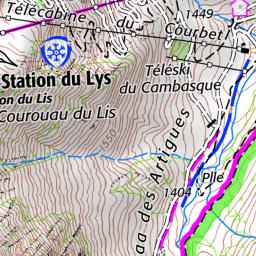 Télécabine du Courbet
1449
Station du Lys
on du Lis
Courouau du Lis
Téléski
du Cambasque
1550
aa des Artigues
1404
Plle